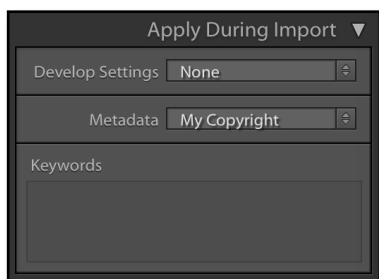 Apply During Import ▼
Develop Settings None
Metadata My Copyright
Keywords